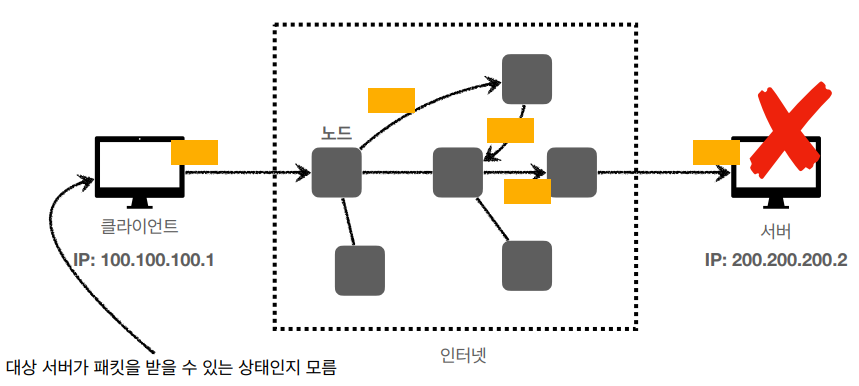 노드
클라이언트
IP: 100.100.100.1
서버
IP: 200.200.200.2
인터넷
대상 서버가 패킷을 받을 수 있는 상태인지 모름